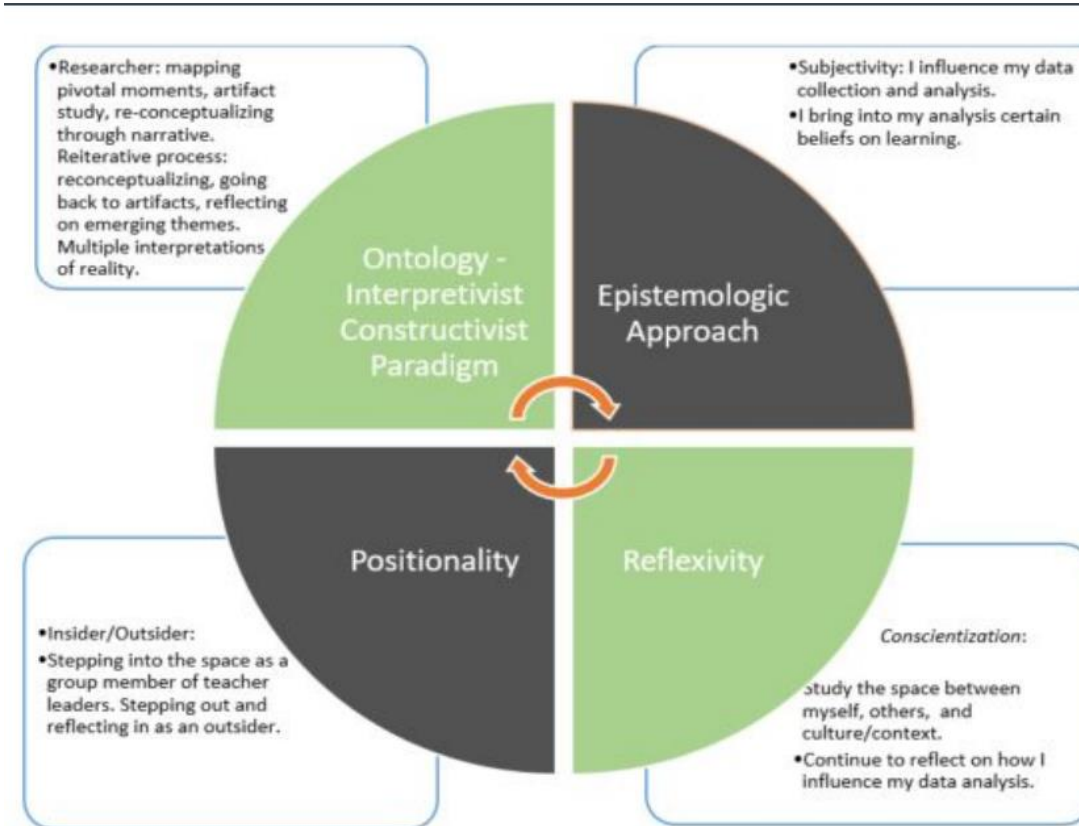 •Researcher: mapping
pivotal moments, artifact
study, re-conceptualizing
through narrative.
Reiterative process:
reconceptualizing, going
back to artifacts, reflecting
on emerging themes.
Multiple interpretations
of reality.
•Subjectivity: I influence my data
collection and analysis.
•I bring into my analysis certain
beliefs on learning.
Ontology -
Interpretivist
Constructivist
Paradigm
Epistemologic
Approach
Positionality
Reflexivity
•Insider/Outsider:
•Stepping into the space as a
group member of teacher
leaders. Stepping out and
reflecting in as an outsider.
Conscientization:
Study the space between
myself, others, and
culture/context.
•Continue to reflect on how I
influence my data analysis.